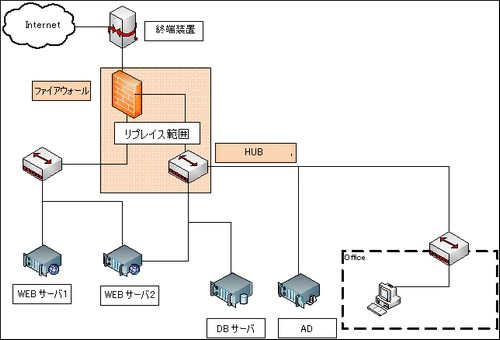 Internet
終端装置
ファイアウォール
リプレイス範囲
HUB
Office
WEB サーバ1
WEB サーバ2
DB サーバ
AD